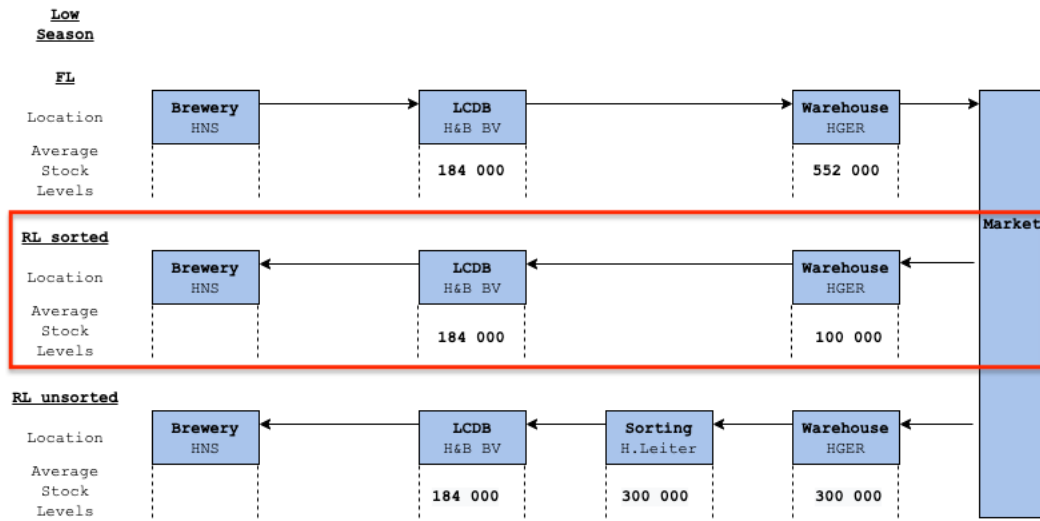 Low
Season
FL
Location
Brewery
HNS
LCDB
H&B BV
Warehouse
HGER
Average
Stock
Levels
184 000
552 000
Market
RL sorted
Location
Brewery
HNS
LCDB
H&B BV
Warehouse
HGER
Average
Stock
Levels
184 000
100 000
RL unsorted
Location
Brewery
HNS
LCDB
H&B BV
Sorting
H.Leiter
Warehouse
HGER
Average
Stock
Levels
184 000
300 000
300 000